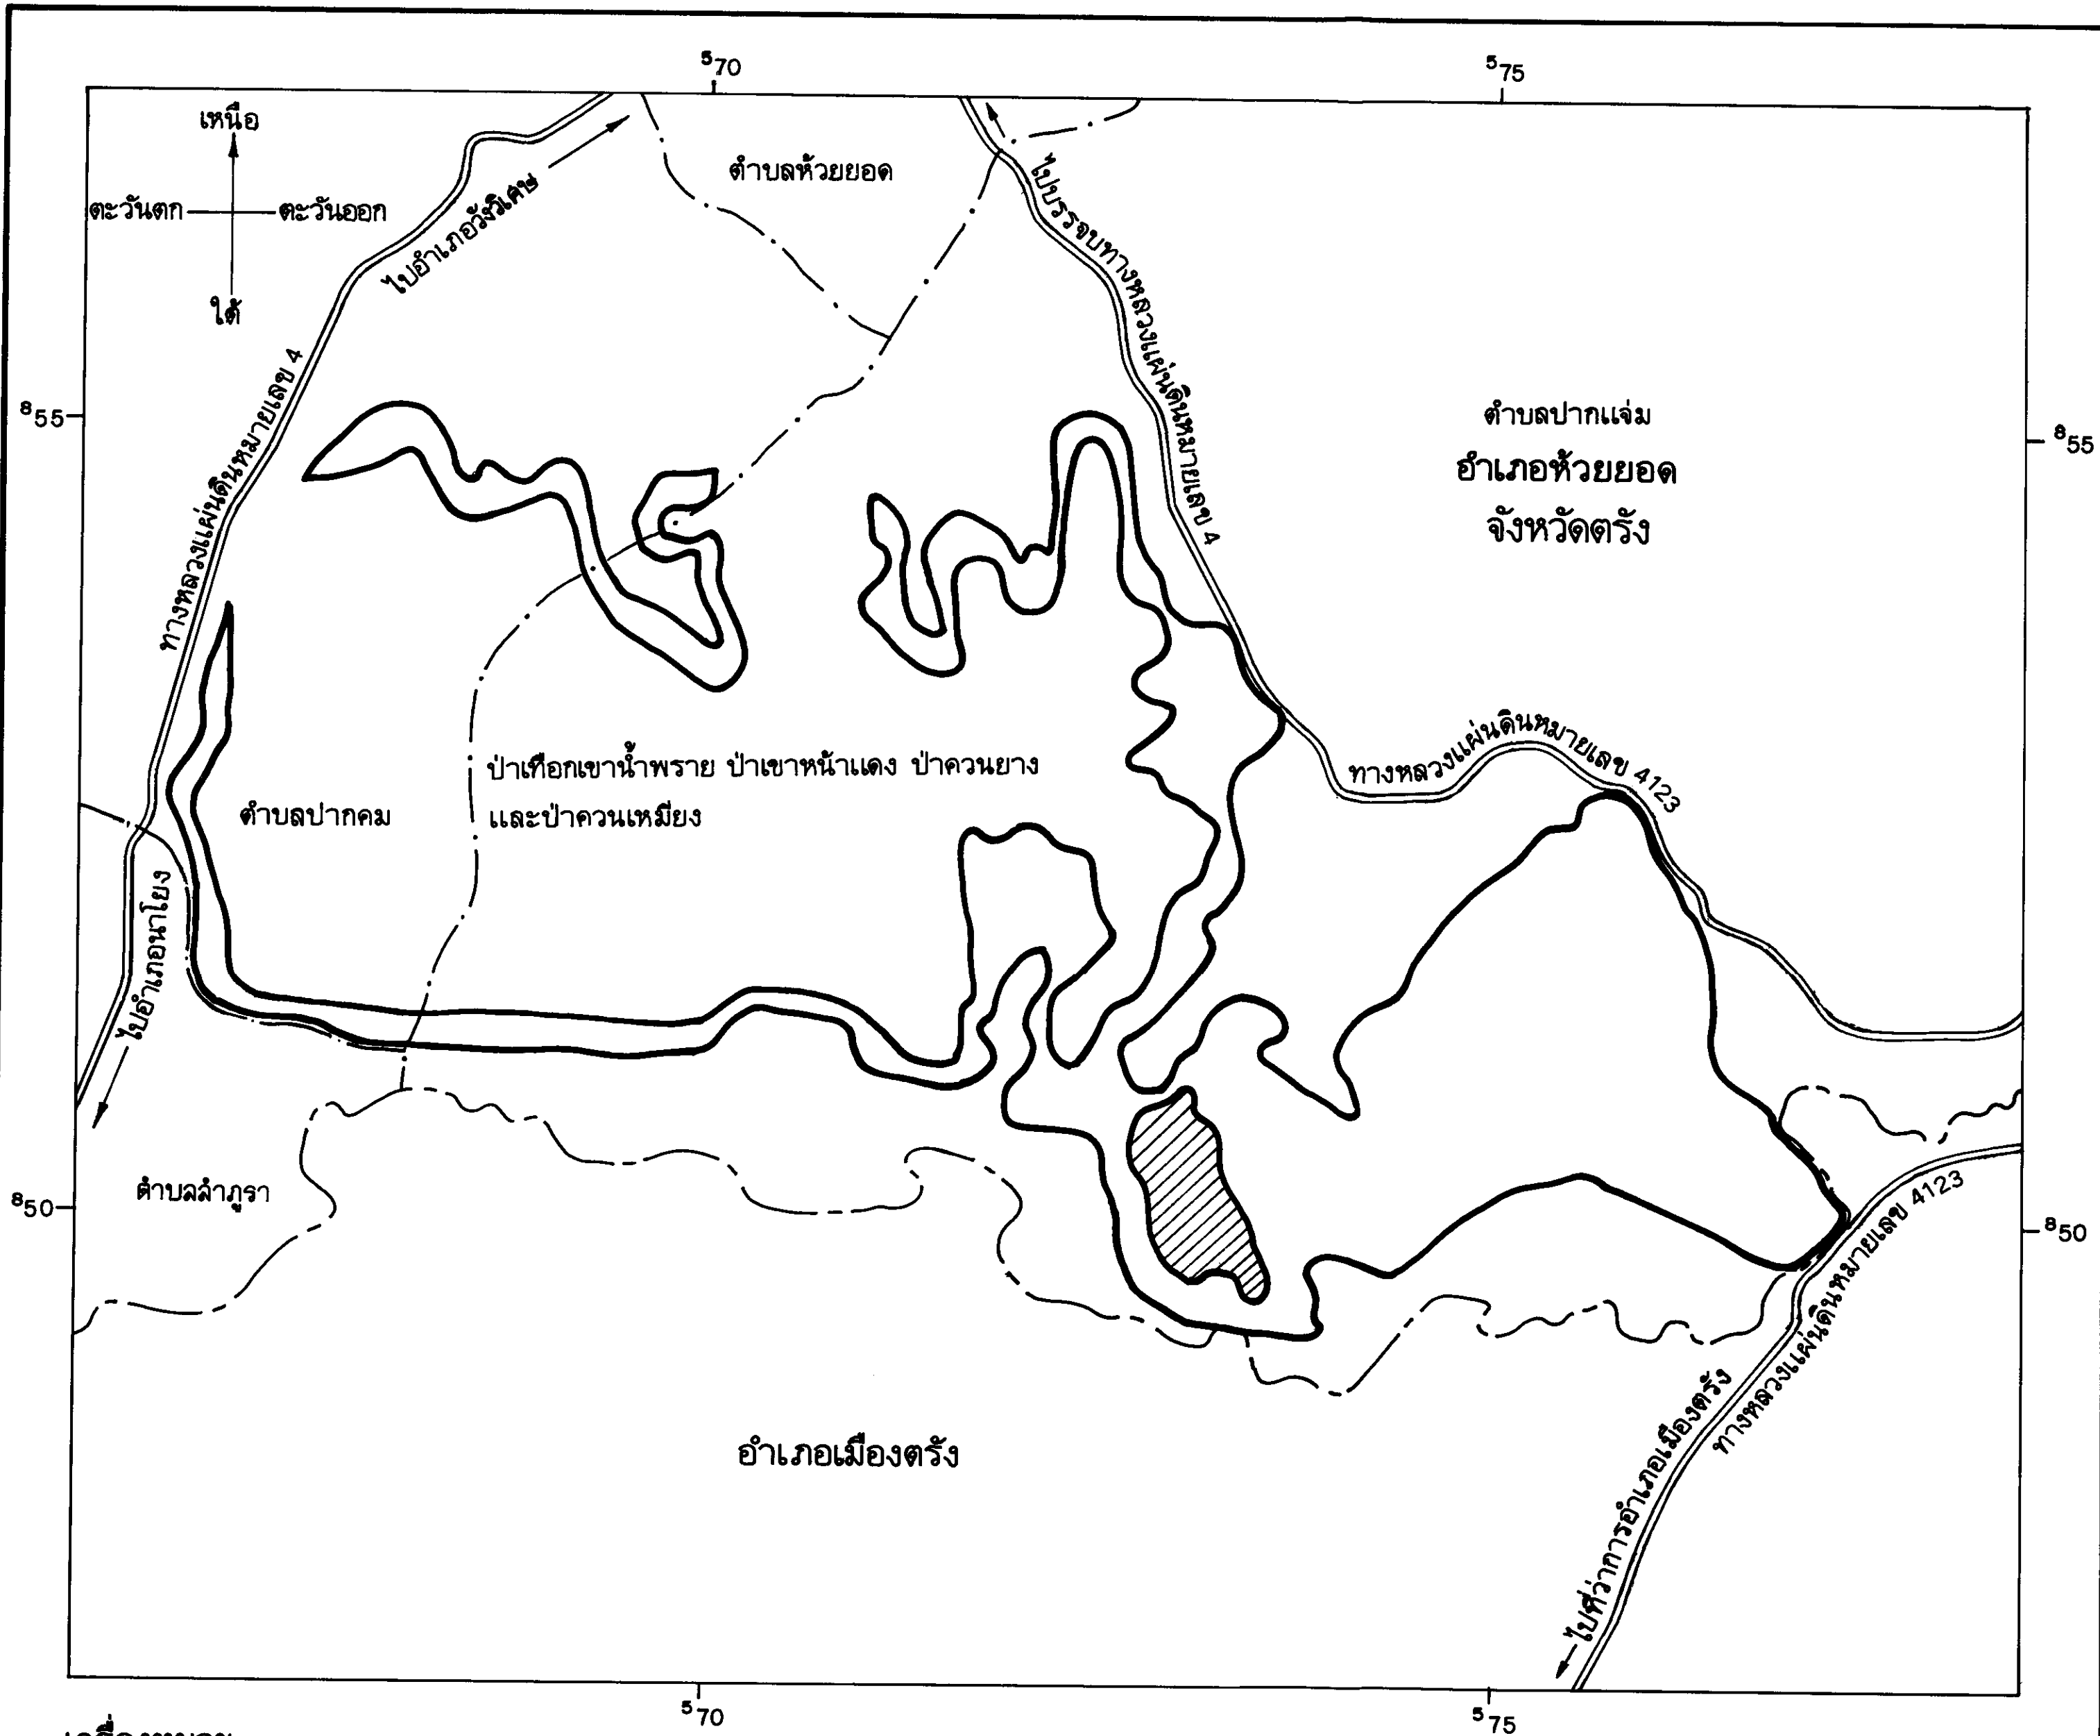 ⁵70
⁵75
เหนือ
ตะวันตก
ตะวันออก
ใต้
ไปอำเภอวังวิเศษ
ตำบลห้วยยอด
ไปบรรจบทางหลวงแผ่นดินหมายเลข 4
ทางหลวงแผ่นดินหมายเลข 4
⁸55
⁸55
ตำบลปากแจ่ม
อำเภอห้วยยอด
จังหวัดตรัง
ทางหลวงแผ่นดินหมายเลข 4123
ป่าเทือกเขาน้ำพราย ป่าเขาหน้าแดง ป่าควนยาง
และป่าควนเหมียง
ตำบลปากคม
ไปอำเภอนาโยง
ตำบลลำภูรา
⁸50
⁸50
ทางหลวงแผ่นดินหมายเลข 4123
ไปที่ว่าการอำเภอเมืองตรัง
อำเภอเมืองตรัง
⁵70
⁵75